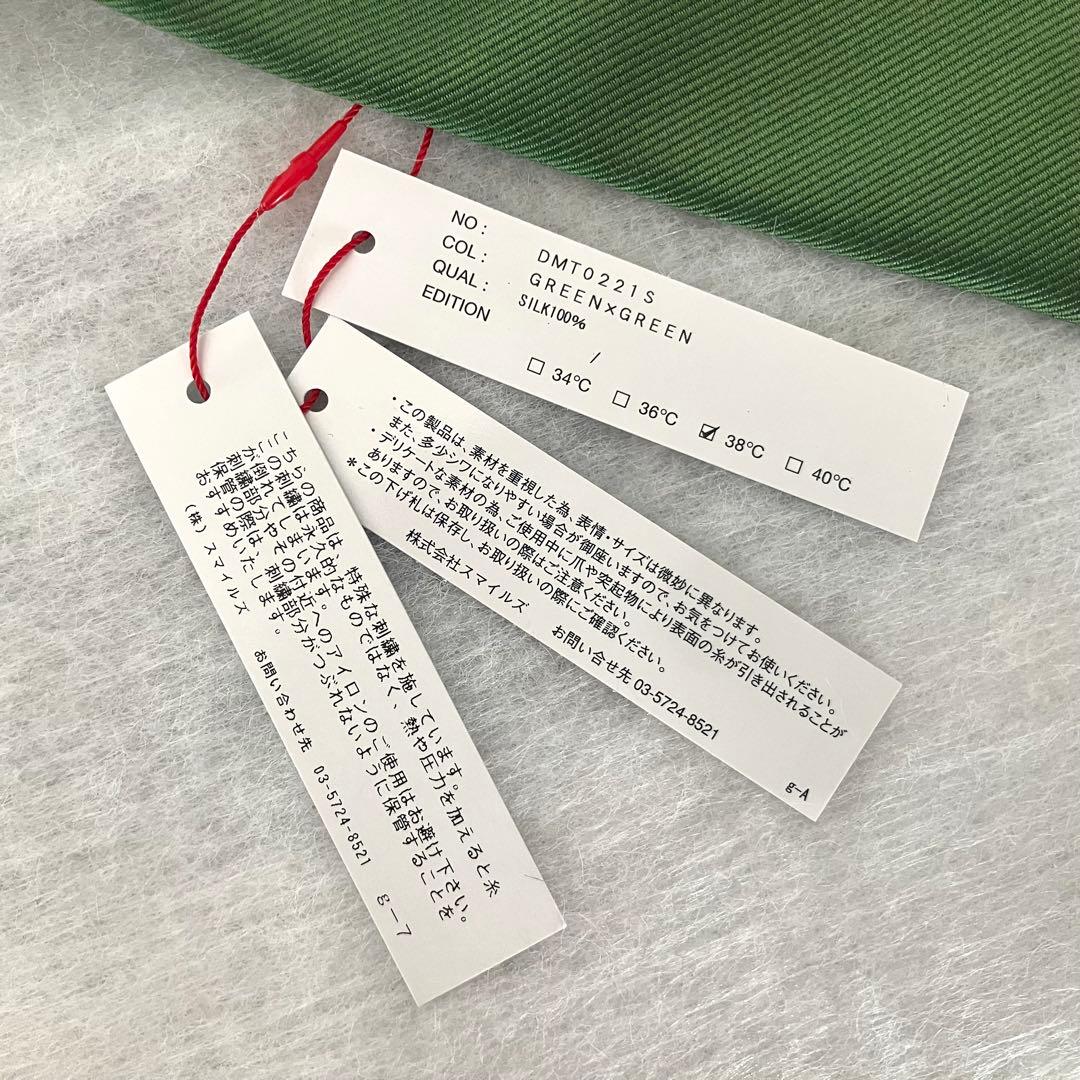 NO : DMT0221S
COL : GREEN×GREEN
QUAL : SILK100%
EDITION /
☐ 34℃ ☐ 36℃ ☑ 38℃ ☐ 40℃
・この製品は、素材を重視した為、表情・サイズは微妙に異なります。
また、多少シワになりやすい場合が御座いますので、お気をつけてお使いください。
・デリケートな素材の為、ご使用中に爪や突起物により表面の糸が引き出されることが
ありますので、お取り扱いの際はご注意ください。
＊この下げ札は保存し、お取り扱いの際にご確認ください。
株式会社スマイルズ お問い合せ先 03-5724-8521
g-A
こちらの商品は、特殊な刺繍を施しています。
この刺繍は永久的なものではなく、熱や圧力を加えると糸
が倒れてしまいます。
刺繍部分やその付近へのアイロンのご使用はお避け下さい。
保管の際は、刺繍部分がつぶれないように保管することを
おすすめいたします。
(株) スマイルズ お問い合わせ先 03-5724-8521 g-7